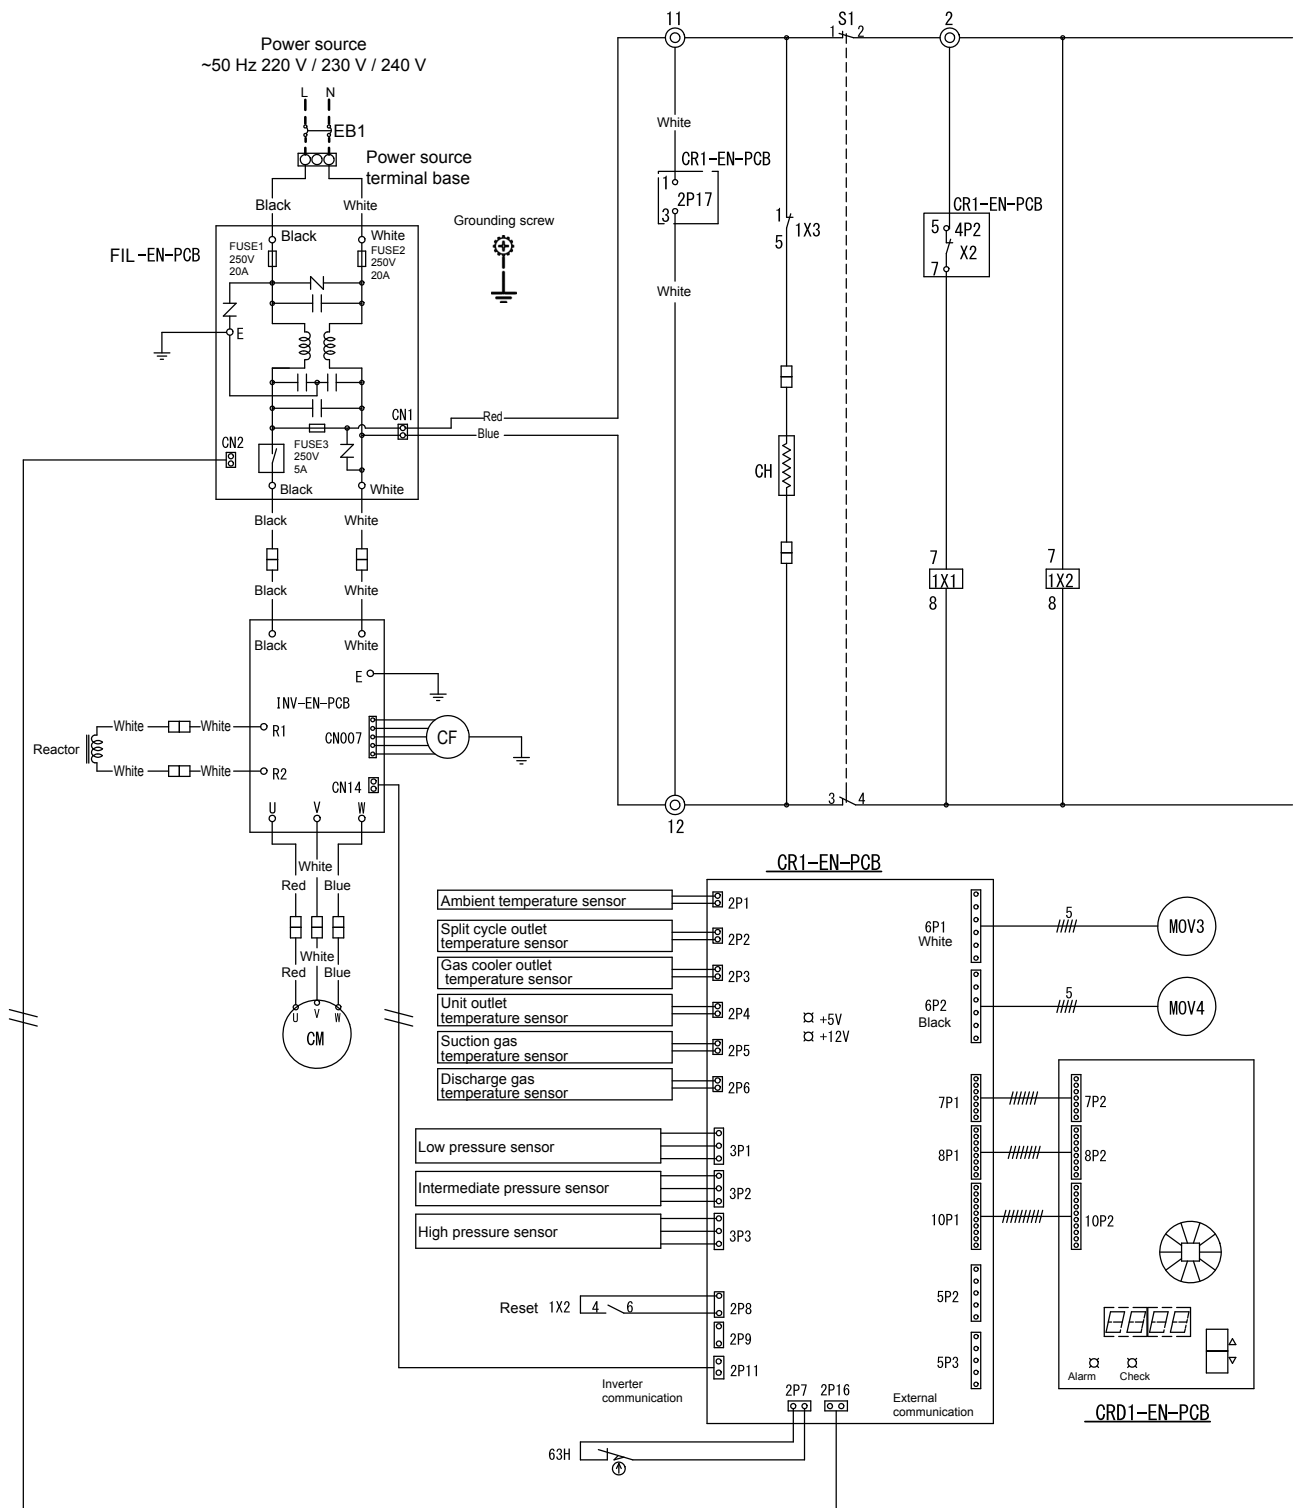 Power source
~50 Hz 220 V / 230 V / 240 V
L N
EB1
Power source
terminal base
Black White
FIL-EN-PCB
Black White
FUSE1
250V
20A
FUSE2
250V
20A
Grounding screw
E
CN1
Red
Blue
CN2
FUSE3
250V
5A
Black White
Black White
Black White
Black White
E
INV-EN-PCB
Reactor
White White R1
White White R2
CN007
CF
CN14
U V W
White
Red Blue
White
Red Blue
U V W
CM
11
S1
1 2
2
White
CR1-EN-PCB
1
2P17
3
White
1
1X3
5
CH
CR1-EN-PCB
5 4P2
X2
7
7
1X1
8
7
1X2
8
12
3 4
CR1-EN-PCB
Ambient temperature sensor
2P1
Split cycle outlet
temperature sensor
2P2
Gas cooler outlet
temperature sensor
2P3
Unit outlet
temperature sensor
2P4
Suction gas
temperature sensor
2P5
Discharge gas
temperature sensor
2P6
Low pressure sensor
3P1
Intermediate pressure sensor
3P2
High pressure sensor
3P3
Reset 1X2 4 6
2P8
2P9
2P11
Inverter
communication
2P7 2P16
63H
+5V
+12V
6P1
White
5
MOV3
6P2
Black
5
MOV4
7P1 7P2
8P1 8P2
10P1 10P2
5P2
5P3
External
communication
88 88
Alarm Check
CRD1-EN-PCB